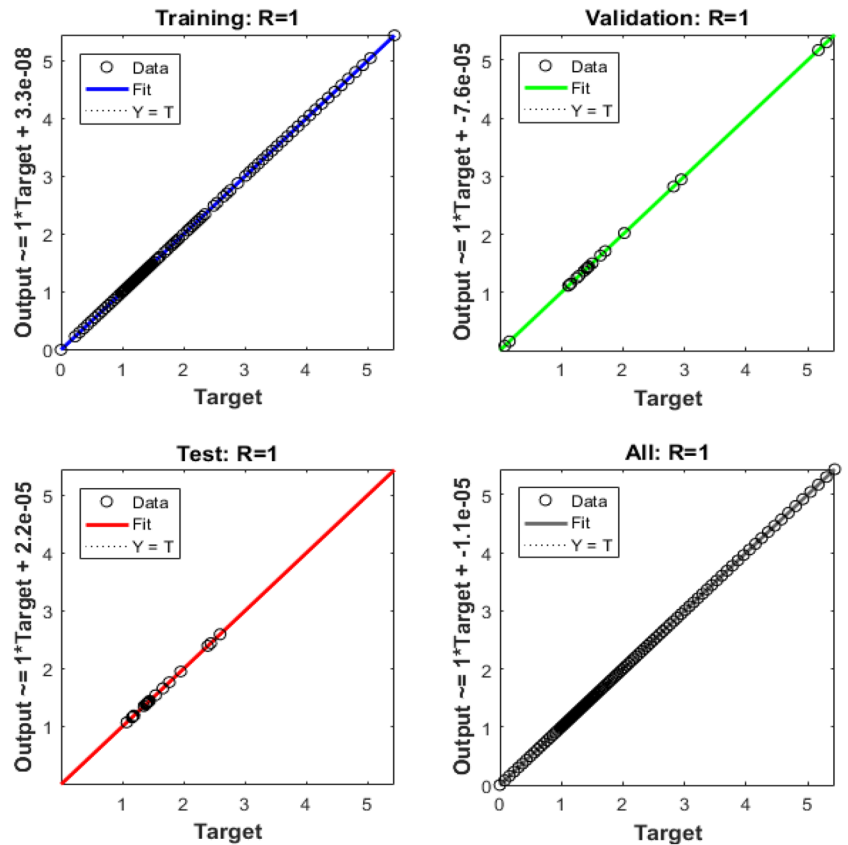 Training: R=1
Output ~= 1*Target + 3.3e-08
Data
Fit
Y = T
5
4
3
2
1
0
0 1 2 3 4 5
Target
Validation: R=1
Output ~= 1*Target + -7.6e-05
Data
Fit
Y = T
5
4
3
2
1
1 2 3 4 5
Target
Test: R=1
Output ~= 1*Target + 2.2e-05
Data
Fit
Y = T
5
4
3
2
1
1 2 3 4 5
Target
All: R=1
Output ~= 1*Target + -1.1e-05
Data
Fit
Y = T
5
4
3
2
1
0
0 1 2 3 4 5
Target